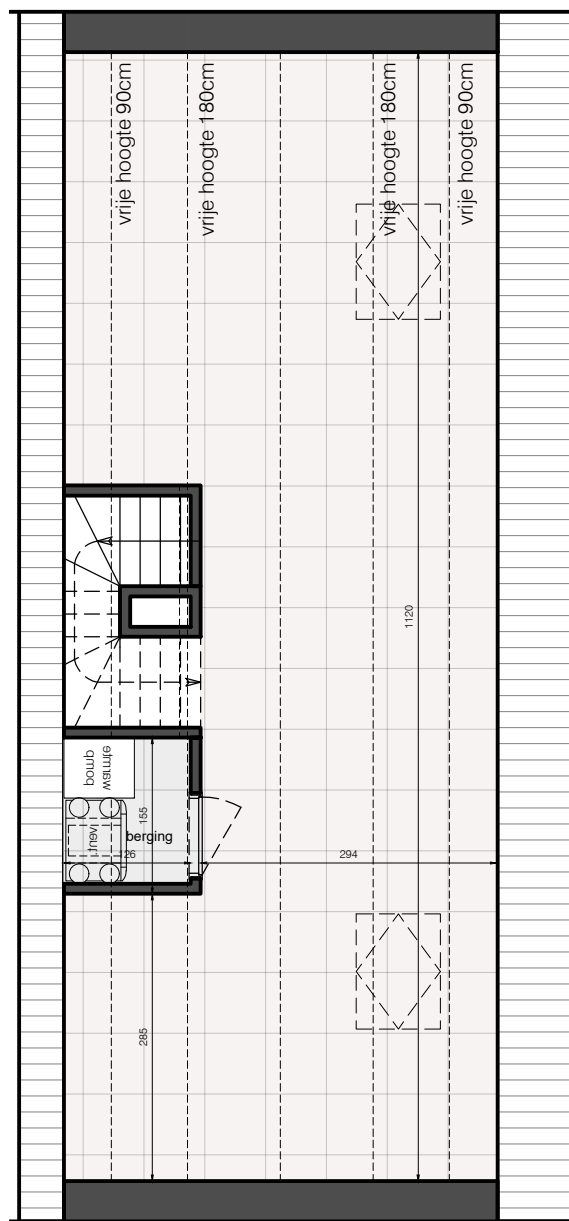 vrije hoogte 90cm
vrije hoogte 180cm
vrije hoogte 180cm
vrije hoogte 90cm
1120
warmte
pomp
155
vent
berging
126
294
285